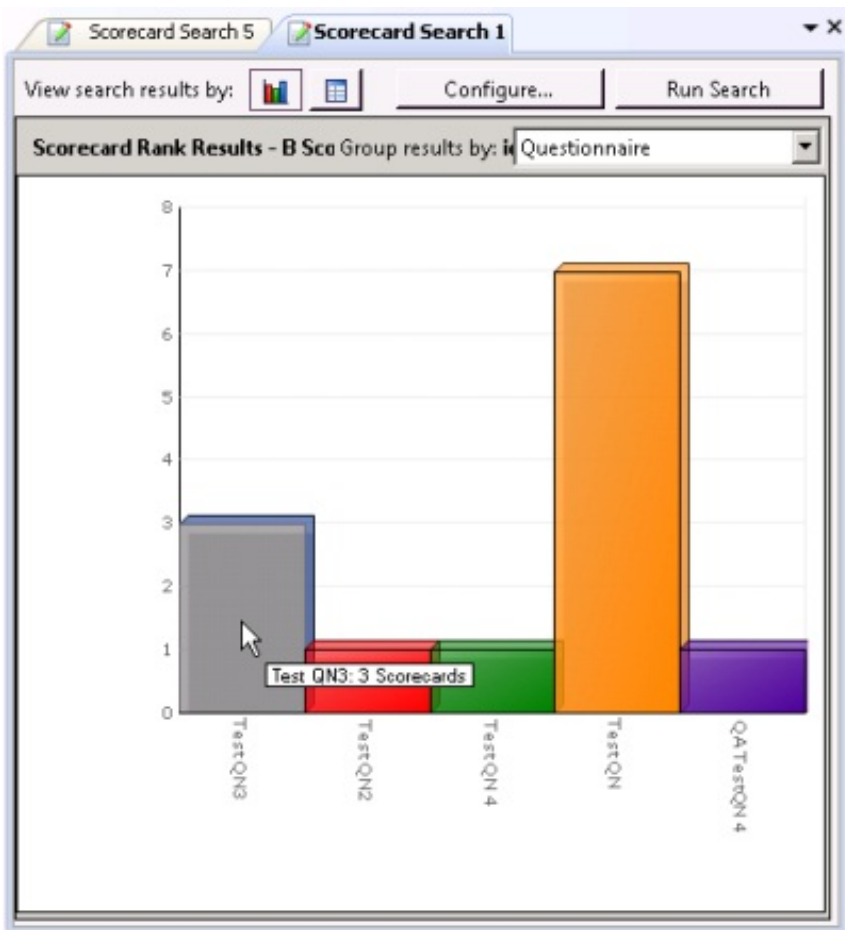 Scorecard Search 5 Scorecard Search 1
View search results by: Configure... Run Search
Scorecard Rank Results - B Sco Group results by: Questionnaire
8
7
6
5
4
3
2
1
Test QN3: 3 Scorecards
0
TestQN3
TestQN2
TestQN 4
TestQN
QATestQN 4